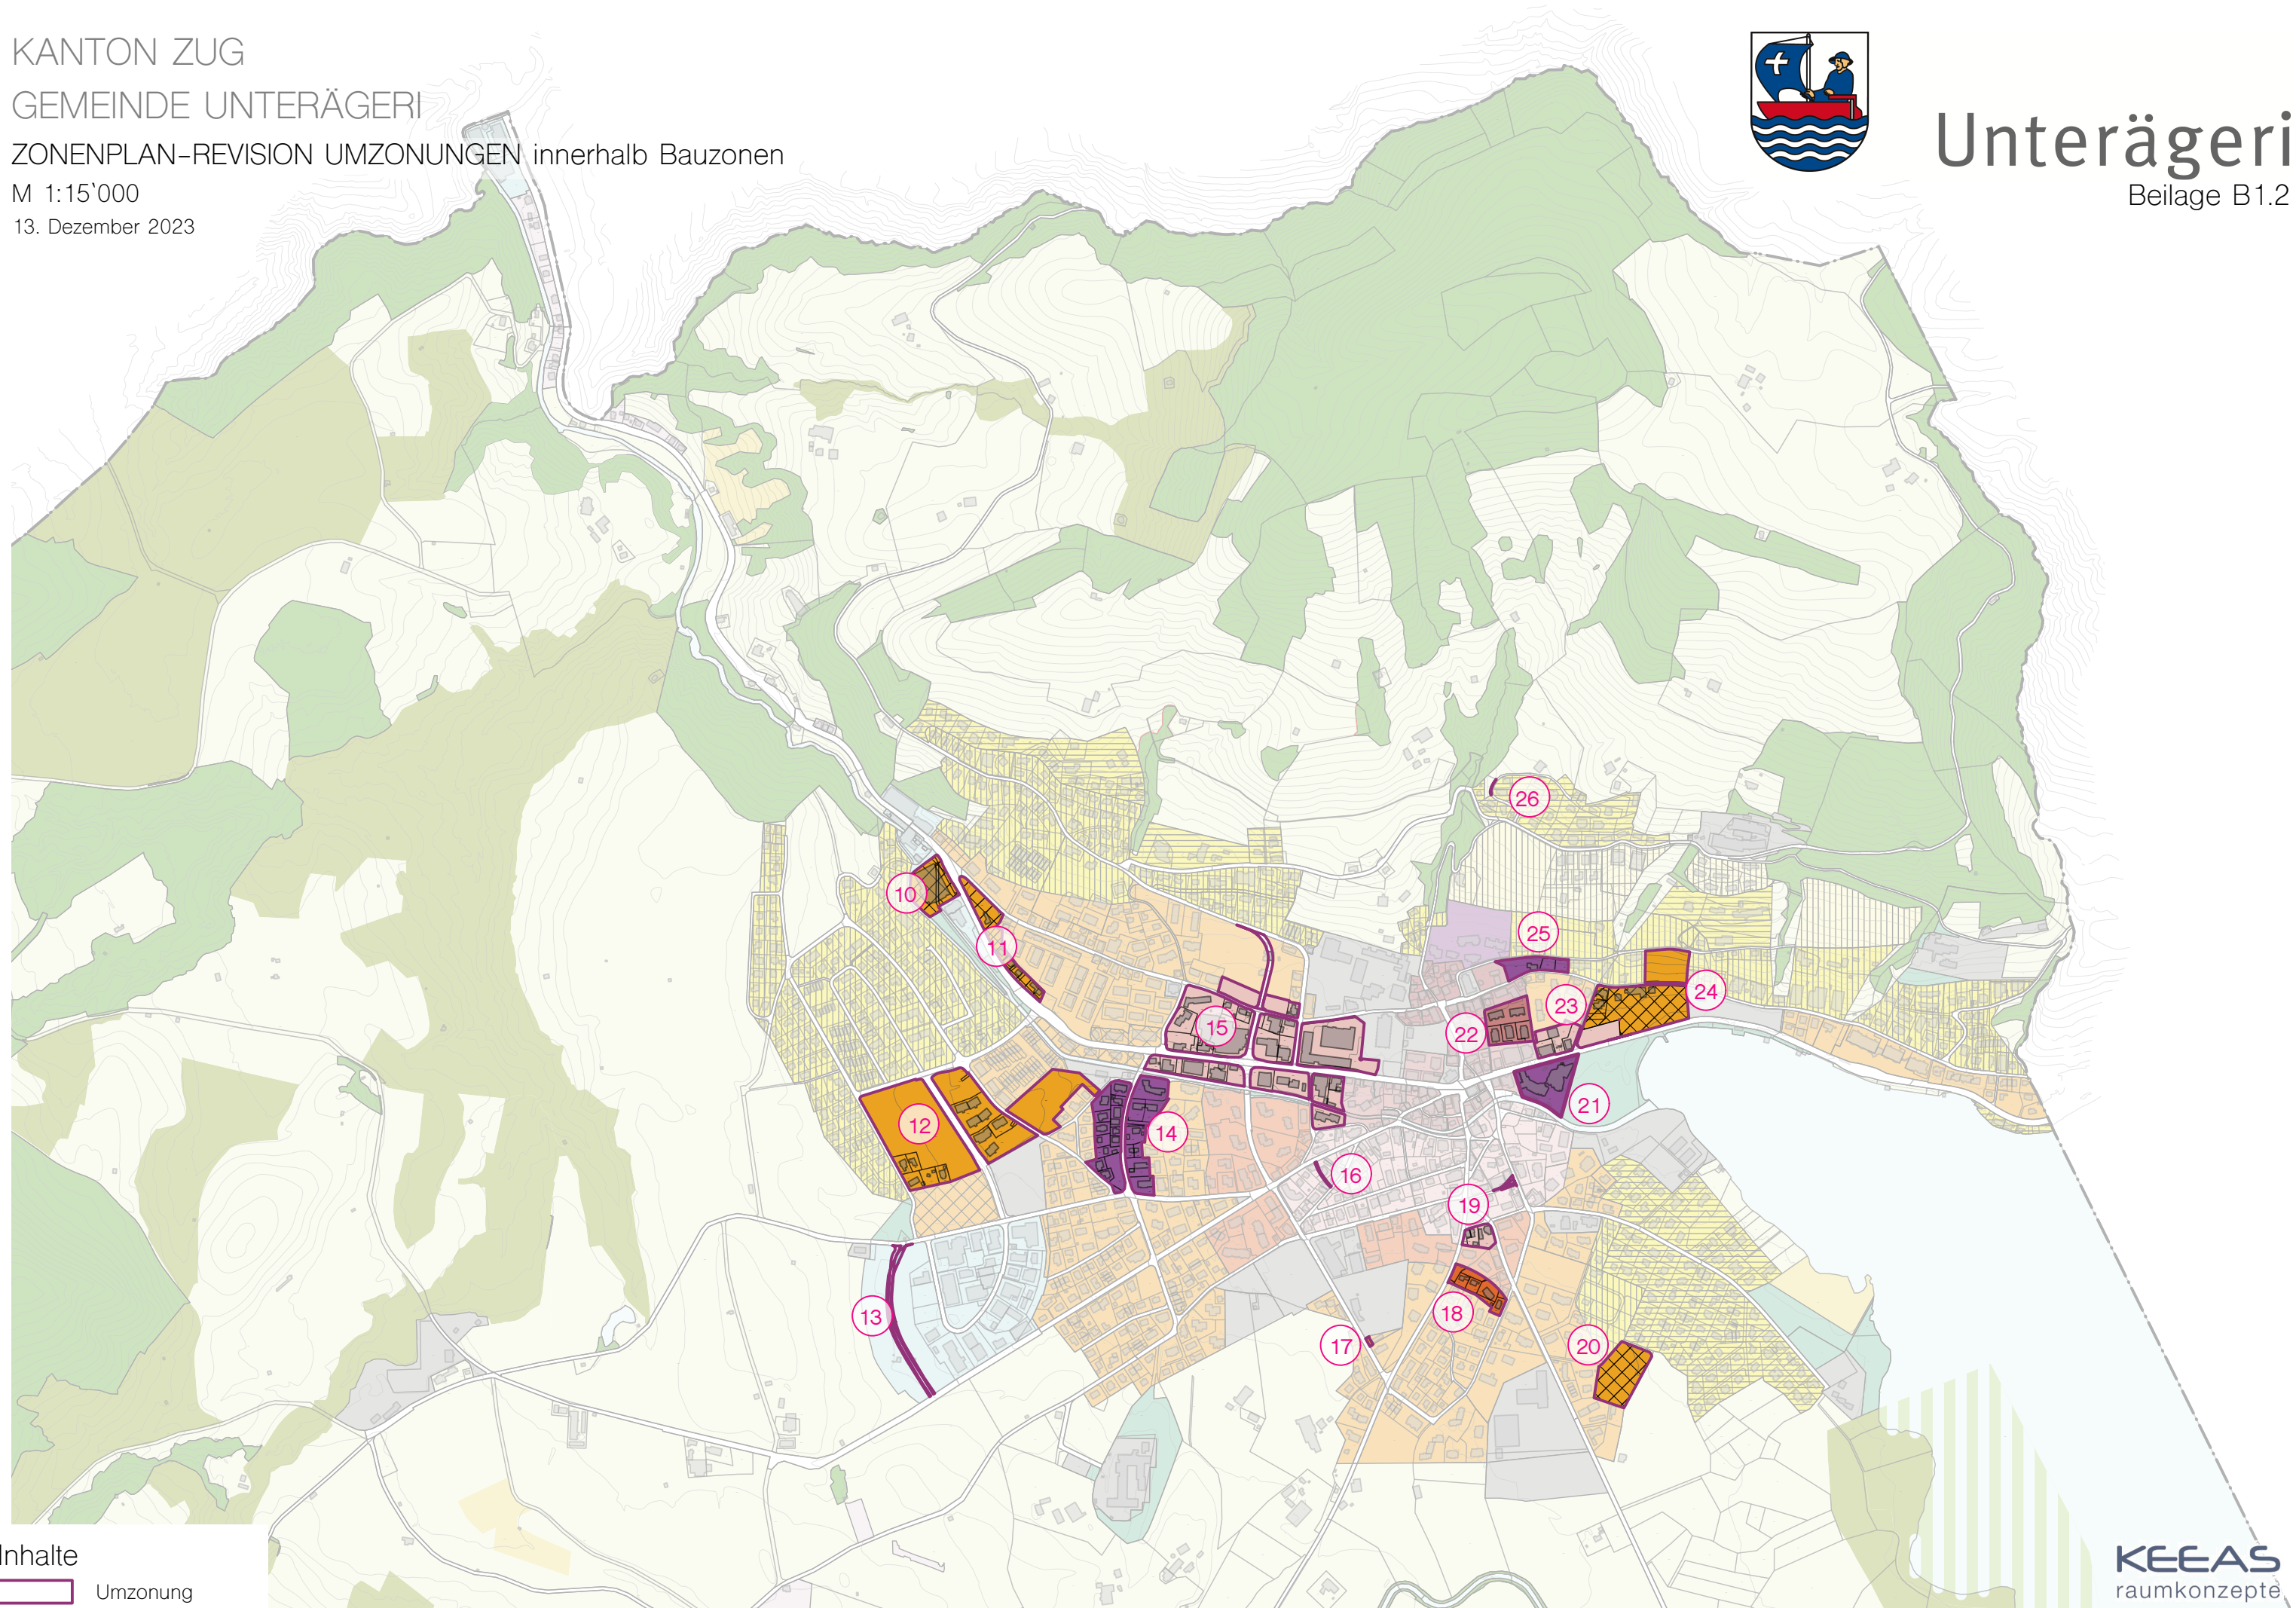 KANTON ZUG
GEMEINDE UNTERÄGERI
ZONENPLAN-REVISION UMZONUNGEN innerhalb Bauzonen
M 1:15'000
13. Dezember 2023
Unterägeri
Beilage B1.2
26
10
25
11
24
23
15
22
21
12
14
16
19
13
18
17
20
Inhalte
Umzonung
KEEAS
raumkonzepte